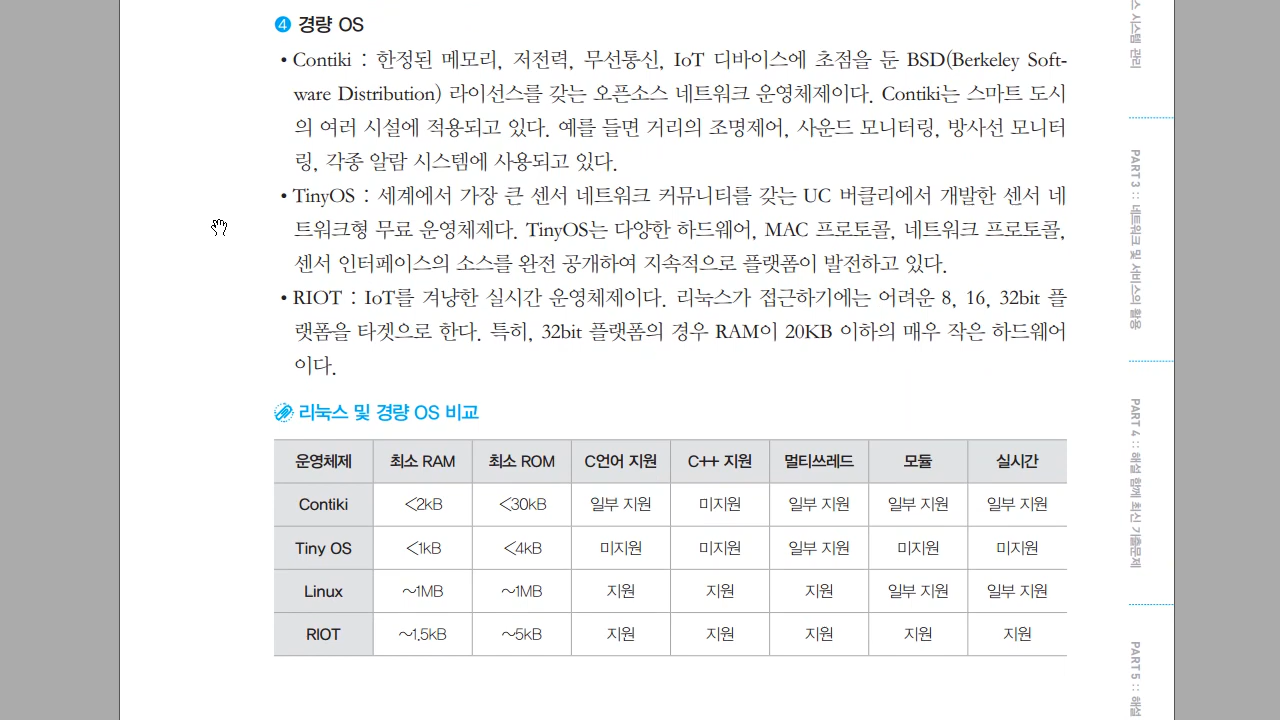 4 경량 OS
• Contiki : 한정된 메모리, 저전력, 무선통신, IoT 디바이스에 초점을 둔 BSD(Berkeley Soft-
ware Distribution) 라이선스를 갖는 오픈소스 네트워크 운영체제이다. Contiki는 스마트 도시
의 여러 시설에 적용되고 있다. 예를 들면 거리의 조명제어, 사운드 모니터링, 방사선 모니터
링, 각종 알람 시스템에 사용되고 있다.
• TinyOS : 세계에서 가장 큰 센서 네트워크 커뮤니티를 갖는 UC 버클리에서 개발한 센서 네
트워크형 무료 TinyOS는 다양한 하드웨어, MAC 프로토콜, 네트워크 프로토콜,
센서 소스를 완전 공개하여 지속적으로 플랫폼이 발전하고 있다.
• RIOT : IoT를 겨냥한 실시간 운영체제이다. 리눅스가 접근하기에는 어려운 8, 16, 32bit 플
랫폼을 타겟으로 한다. 특히, 32bit 플랫폼의 경우 RAM이 20KB 이하의 매우 작은 하드웨어
이다.
리눅스 및 경량 OS 비교
운영체제 최소 RAM 최소 ROM C언어 지원 C++ 지원 멀티쓰레드 모듈 실시간
Contiki <30kB 일부 지원 미지원 일부 지원 일부 지원 일부 지원
Tiny OS <1kB <4kB 미지원 미지원 일부 지원 미지원 미지원
Linux ~1MB ~1MB 지원 지원 지원 일부 지원 일부 지원
RIOT ~1.5kB ~5kB 지원 지원 지원 지원 지원
스 시스템 관리
PART 3 :: 네트워크 및 서비스의 활용
PART 4 :: 해설 함께 최신 기출문제
PART 5 :: 해설